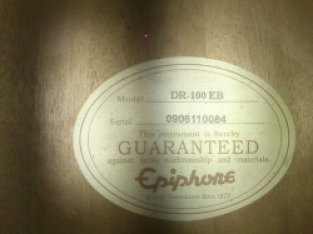 Model DR-100 EB
Serial 0906110084
This instrument is hereby
GUARANTEED
against faulty workmanship and materials.
Epiphone
Quality Instruments Since 1873